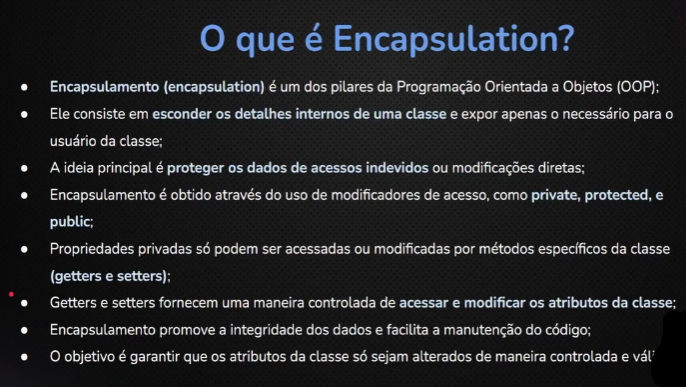 O que é Encapsulation?
● Encapsulamento (encapsulation) é um dos pilares da Programação Orientada a Objetos (OOP);
● Ele consiste em esconder os detalhes internos de uma classe e expor apenas o necessário para o
usuário da classe;
● A ideia principal é proteger os dados de acessos indevidos ou modificações diretas;
● Encapsulamento é obtido através do uso de modificadores de acesso, como private, protected, e
public;
● Propriedades privadas só podem ser acessadas ou modificadas por métodos específicos da classe
(getters e setters);
● Getters e setters fornecem uma maneira controlada de acessar e modificar os atributos da classe;
● Encapsulamento promove a integridade dos dados e facilita a manutenção do código;
● O objetivo é garantir que os atributos da classe só sejam alterados de maneira controlada e